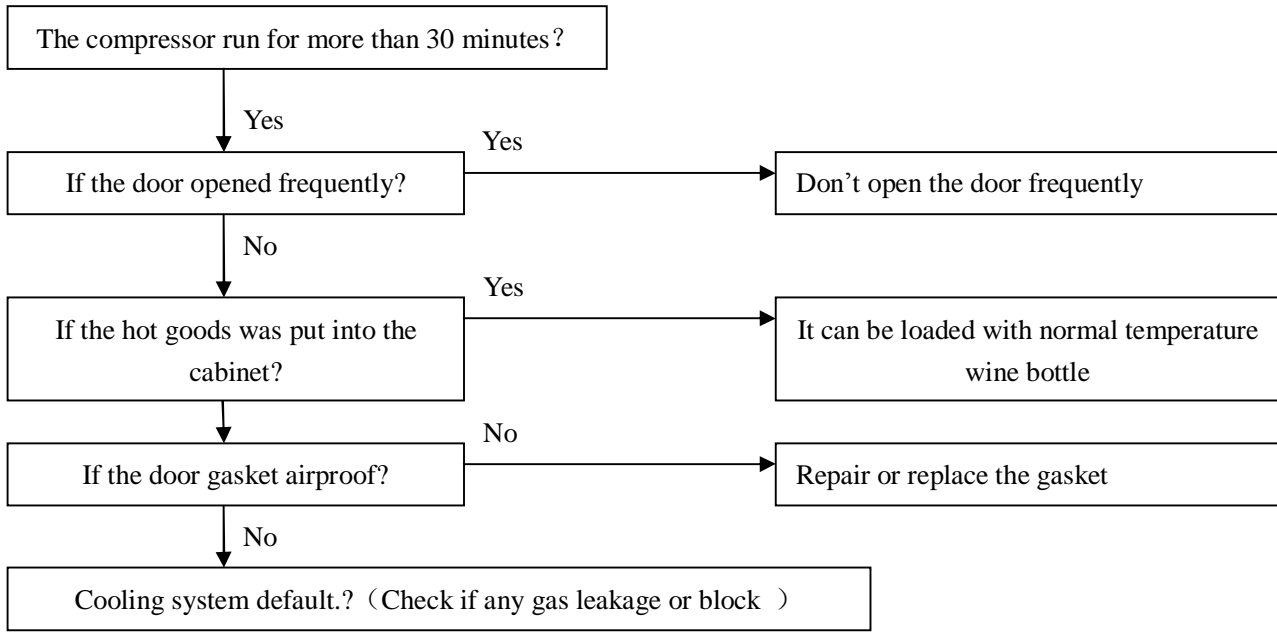 The compressor run for more than 30 minutes?
Yes
Yes
If the door opened frequently?
Don’t open the door frequently
No
Yes
If the hot goods was put into the
cabinet?
It can be loaded with normal temperature
wine bottle
No
If the door gasket airproof?
Repair or replace the gasket
No
Cooling system default.?（Check if any gas leakage or block ）